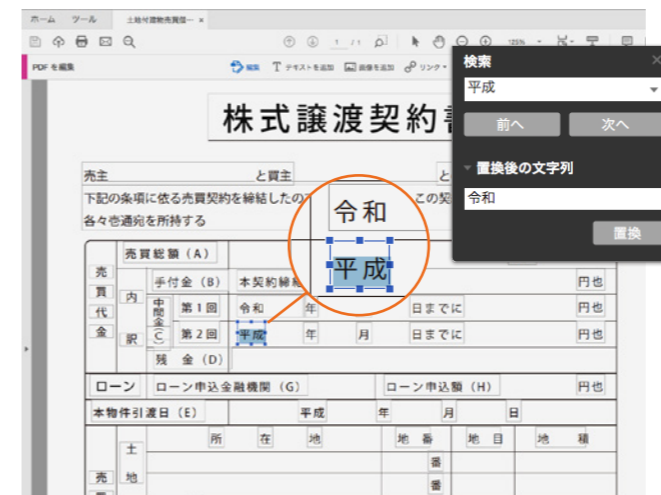 ホーム ツール 土地付建物売買契… ×
1 / 1 125%
PDF を編集 編集 テキストを追加 画像を追加 リンク
検索 ×
平成
前へ 次へ
置換後の文字列
令和
置換
株式譲渡契約
売主 と買主 と
下記の条項に依る売買契約を締結したの この契
各々壱通宛を所持する
令和
平成
売買代金
売買総額（A）
内訳
手付金（B） 本契約締結 円也
中間金（C）
第1回 令和 年 日までに 円也
第2回 平成 年 月 日までに 円也
残 金（D）
ローン ローン申込金融機関（G） ローン申込額（H） 円也
本物件引渡日（E） 平成 年 月 日
売
土地
所 在 地 地 番 地 目 地 積
番
番